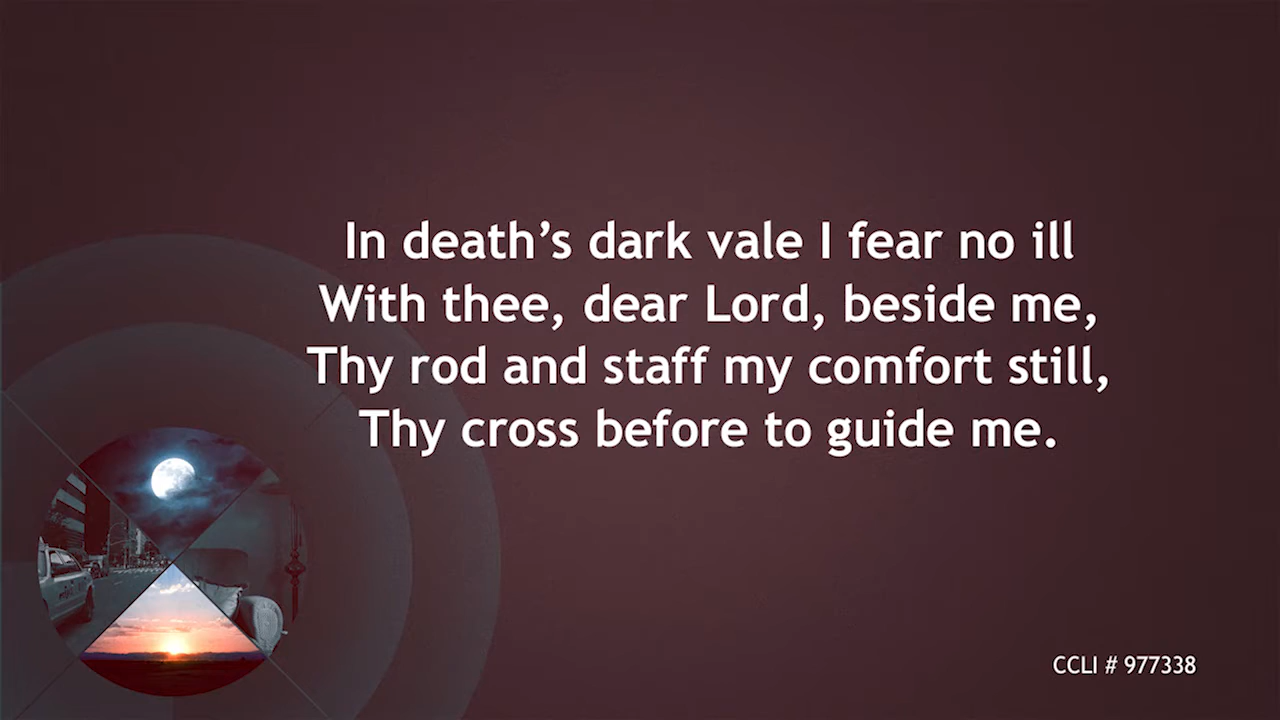 In death’s dark vale I fear no ill
With thee, dear Lord, beside me,
Thy rod and staff my comfort still,
Thy cross before to guide me.
CCLI # 977338